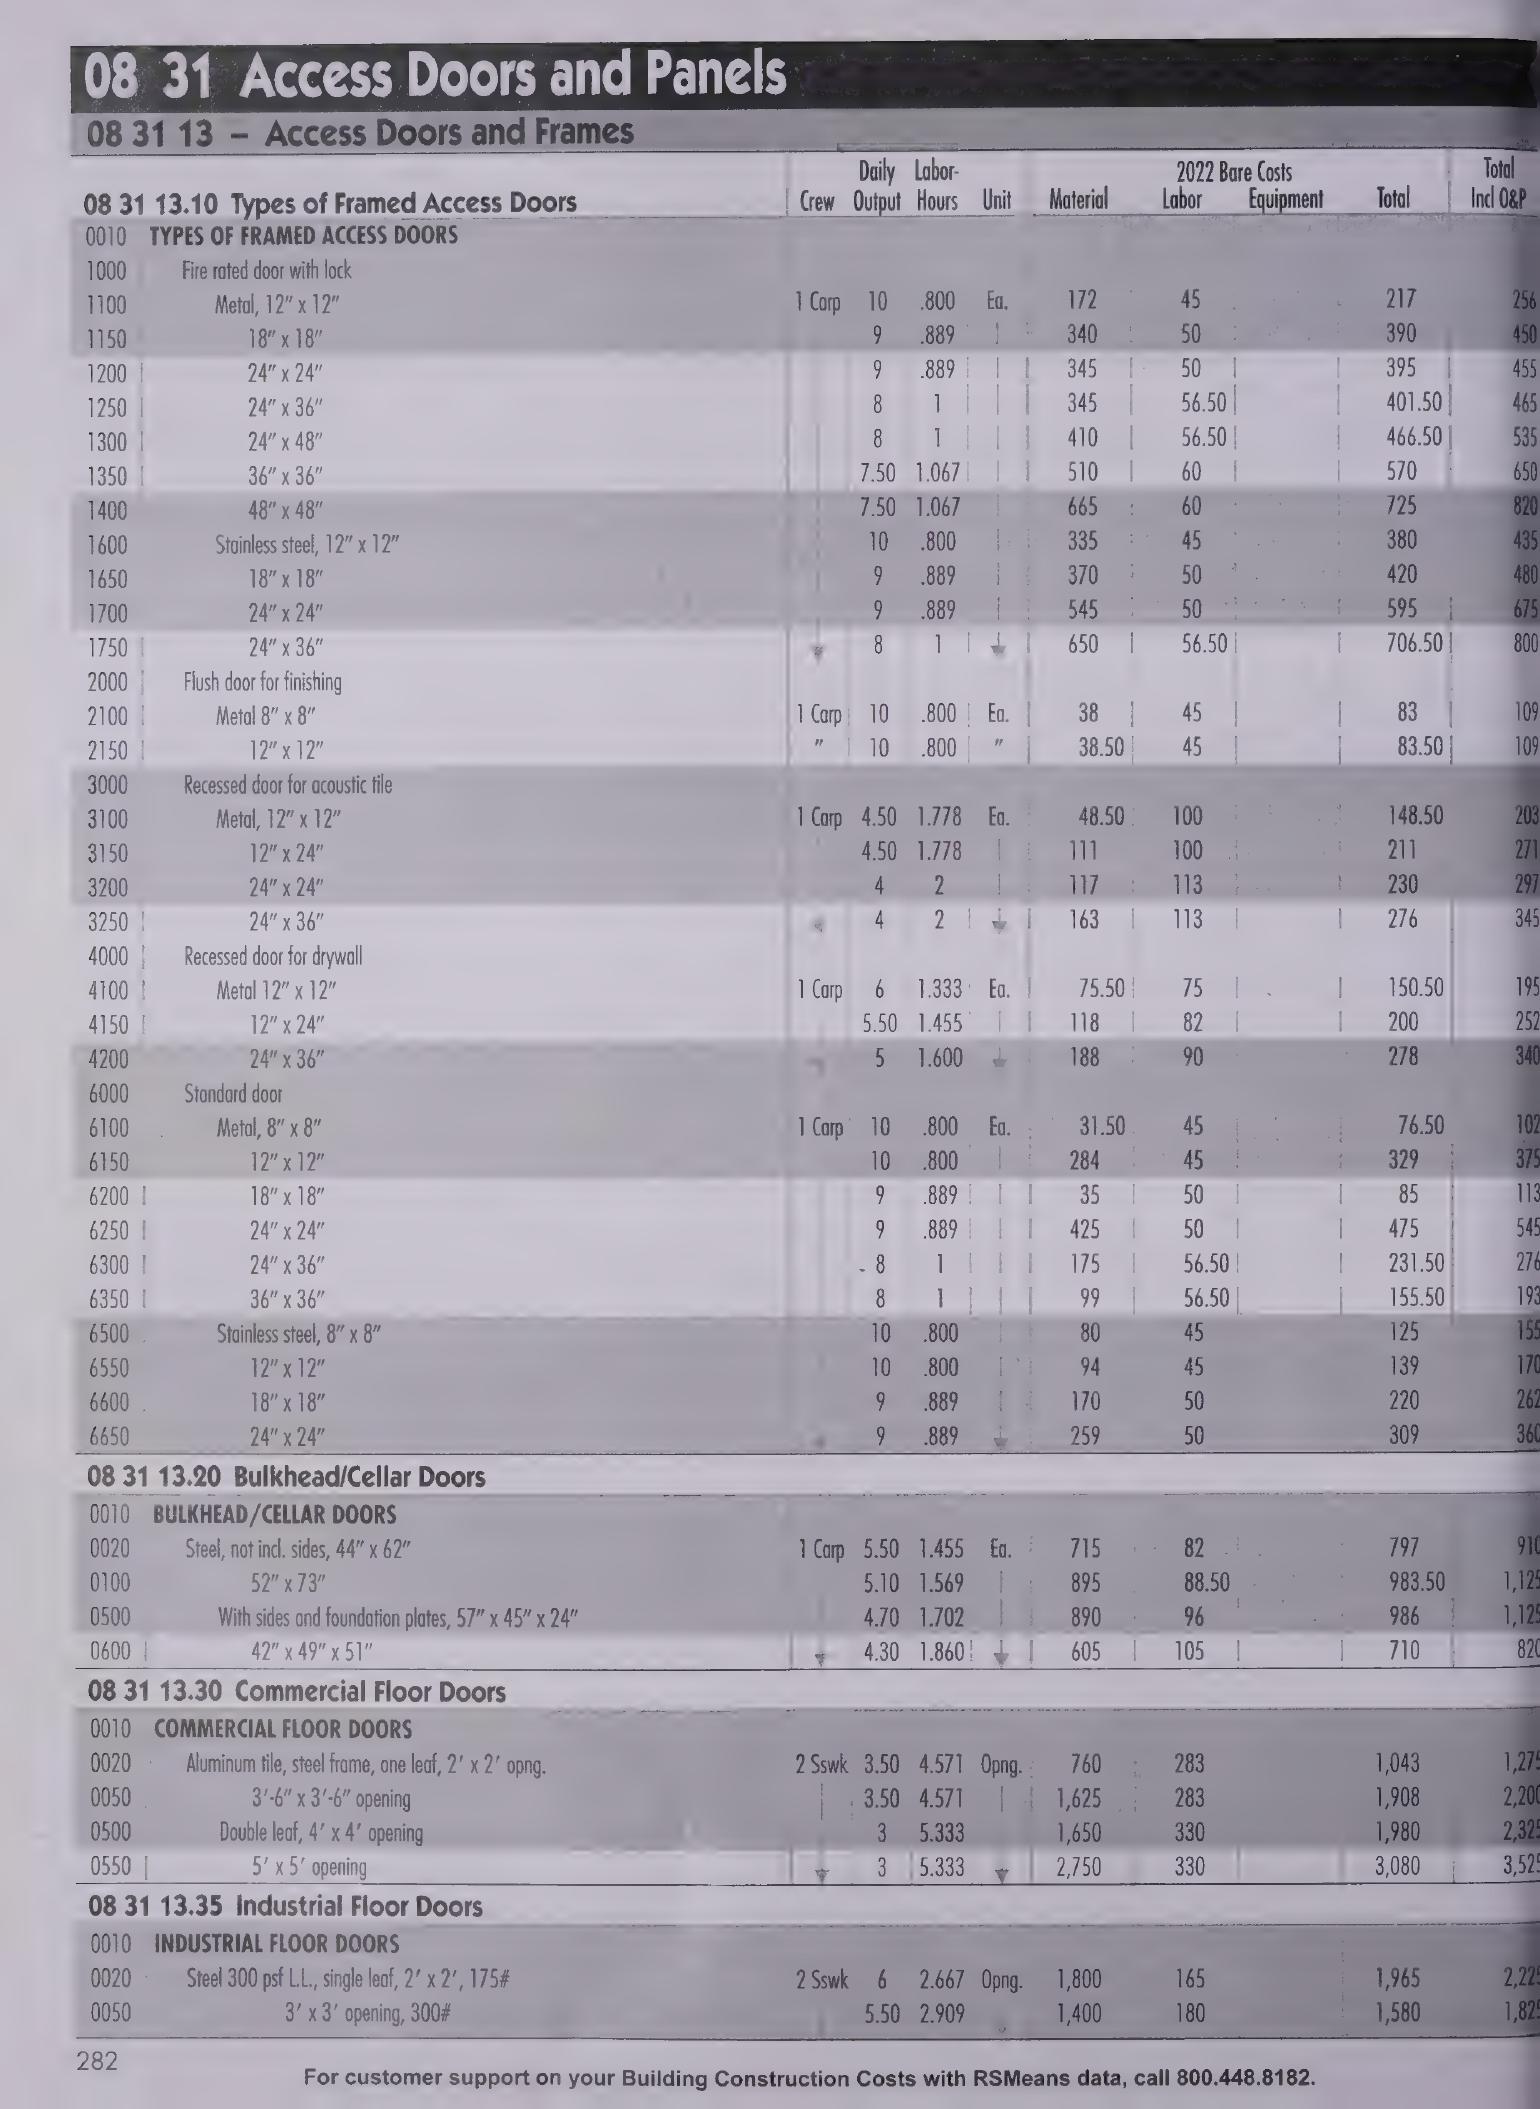 08 31 Access Doors and Panels
08 31 13 – Access Doors and Frames
Daily Labor- 2022 Bare Costs Total
08 31 13.10 Types of Framed Access Doors Crew Output Hours Unit Material Labor Equipment Total Incl O&P
0010 TYPES OF FRAMED ACCESS DOORS
1000 Fire rated door with lock
1100 Metal, 12" x 12" 1 Carp 10 .800 Ea. 172 45 217 256
1150 18" x 18" 9 .889 340 50 390 450
1200 24" x 24" 9 .889 345 50 395 455
1250 24" x 36" 8 1 345 56.50 401.50 465
1300 24" x 48" 8 1 410 56.50 466.50 535
1350 36" x 36" 7.50 1.067 510 60 570 650
1400 48" x 48" 7.50 1.067 665 60 725 820
1600 Stainless steel, 12" x 12" 10 .800 335 45 380 435
1650 18" x 18" 9 .889 370 50 420 480
1700 24" x 24" 9 .889 545 50 595 675
1750 24" x 36" 8 1 650 56.50 706.50 800
2000 Flush door for finishing
2100 Metal 8" x 8" 1 Carp 10 .800 Ea. 38 45 83 109
2150 12" x 12" " 10 .800 " 38.50 45 83.50 109
3000 Recessed door for acoustic tile
3100 Metal, 12" x 12" 1 Carp 4.50 1.778 Ea. 48.50 100 148.50 203
3150 12" x 24" 4.50 1.778 111 100 211 271
3200 24" x 24" 4 2 117 113 230 297
3250 24" x 36" 4 2 163 113 276 345
4000 Recessed door for drywall
4100 Metal 12" x 12" 1 Carp 6 1.333 Ea. 75.50 75 150.50 195
4150 12" x 24" 5.50 1.455 118 82 200 252
4200 24" x 36" 5 1.600 188 90 278 340
6000 Standard door
6100 Metal, 8" x 8" 1 Carp 10 .800 Ea. 31.50 45 76.50 102
6150 12" x 12" 10 .800 284 45 329 375
6200 18" x 18" 9 .889 35 50 85 113
6250 24" x 24" 9 .889 425 50 475 545
6300 24" x 36" 8 1 175 56.50 231.50 276
6350 36" x 36" 8 1 99 56.50 155.50 193
6500 Stainless steel, 8" x 8" 10 .800 80 45 125 155
6550 12" x 12" 10 .800 94 45 139 170
6600 18" x 18" 9 .889 170 50 220 262
6650 24" x 24" 9 .889 259 50 309 360
08 31 13.20 Bulkhead/Cellar Doors
0010 BULKHEAD/CELLAR DOORS
0020 Steel, not incl. sides, 44" x 62" 1 Carp 5.50 1.455 Ea. 715 82 797 910
0100 52" x 73" 5.10 1.569 895 88.50 983.50 1,125
0500 With sides and foundation plates, 57" x 45" x 24" 4.70 1.702 890 96 986 1,125
0600 42" x 49" x 51" 4.30 1.860 605 105 710 820
08 31 13.30 Commercial Floor Doors
0010 COMMERCIAL FLOOR DOORS
0020 Aluminum tile, steel frame, one leaf, 2' x 2' opng. 2 Sswk 3.50 4.571 Opng. 760 283 1,043 1,275
0050 3'-6" x 3'-6" opening 3.50 4.571 1,625 283 1,908 2,200
0500 Double leaf, 4' x 4' opening 3 5.333 1,650 330 1,980 2,325
0550 5' x 5' opening 3 5.333 2,750 330 3,080 3,525
08 31 13.35 Industrial Floor Doors
0010 INDUSTRIAL FLOOR DOORS
0020 Steel 300 psf L.L., single leaf, 2' x 2', 175# 2 Sswk 6 2.667 Opng. 1,800 165 1,965 2,225
0050 3' x 3' opening, 300# 5.50 2.909 1,400 180 1,580 1,825
282
For customer support on your Building Construction Costs with RSMeans data, call 800.448.8182.